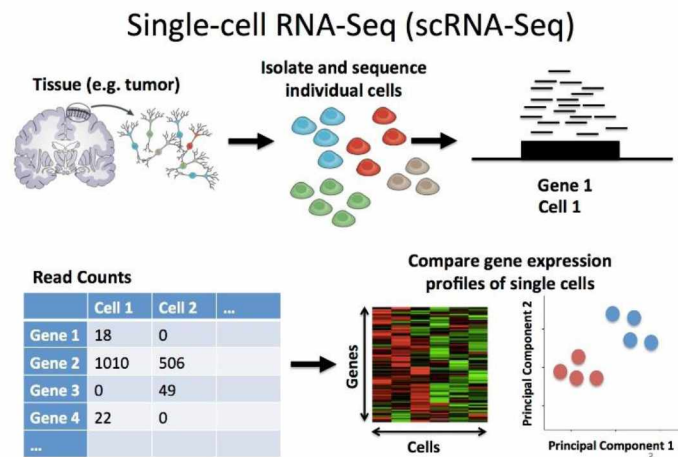 Single-cell RNA-Seq (scRNA-Seq)
Tissue (e.g. tumor)
Isolate and sequence
individual cells
Gene 1
Cell 1
Read Counts
Cell 1 Cell 2 ...
Gene 1 18 0
Gene 2 1010 506
Gene 3 0 49
Gene 4 22 0
...
Compare gene expression
profiles of single cells
Genes
Cells
Principal Component 2
Principal Component 1
3